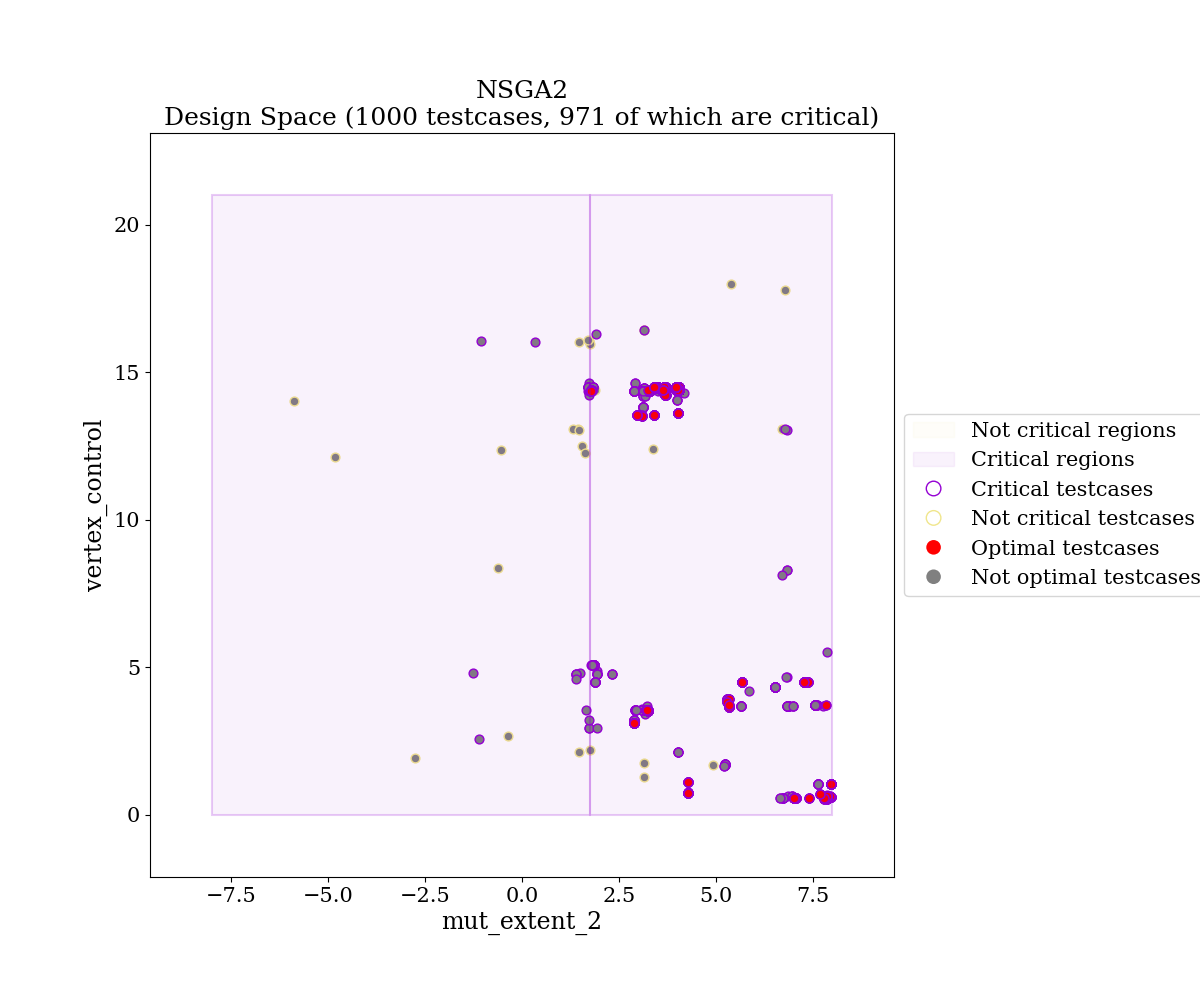 NSGA2
Design Space (1000 testcases, 971 of which are critical)
20
15
10
5
0
vertex_control
−7.5 −5.0 −2.5 0.0 2.5 5.0 7.5
mut_extent_2
Not critical regions
Critical regions
Critical testcases
Not critical testcases
Optimal testcases
Not optimal testcases